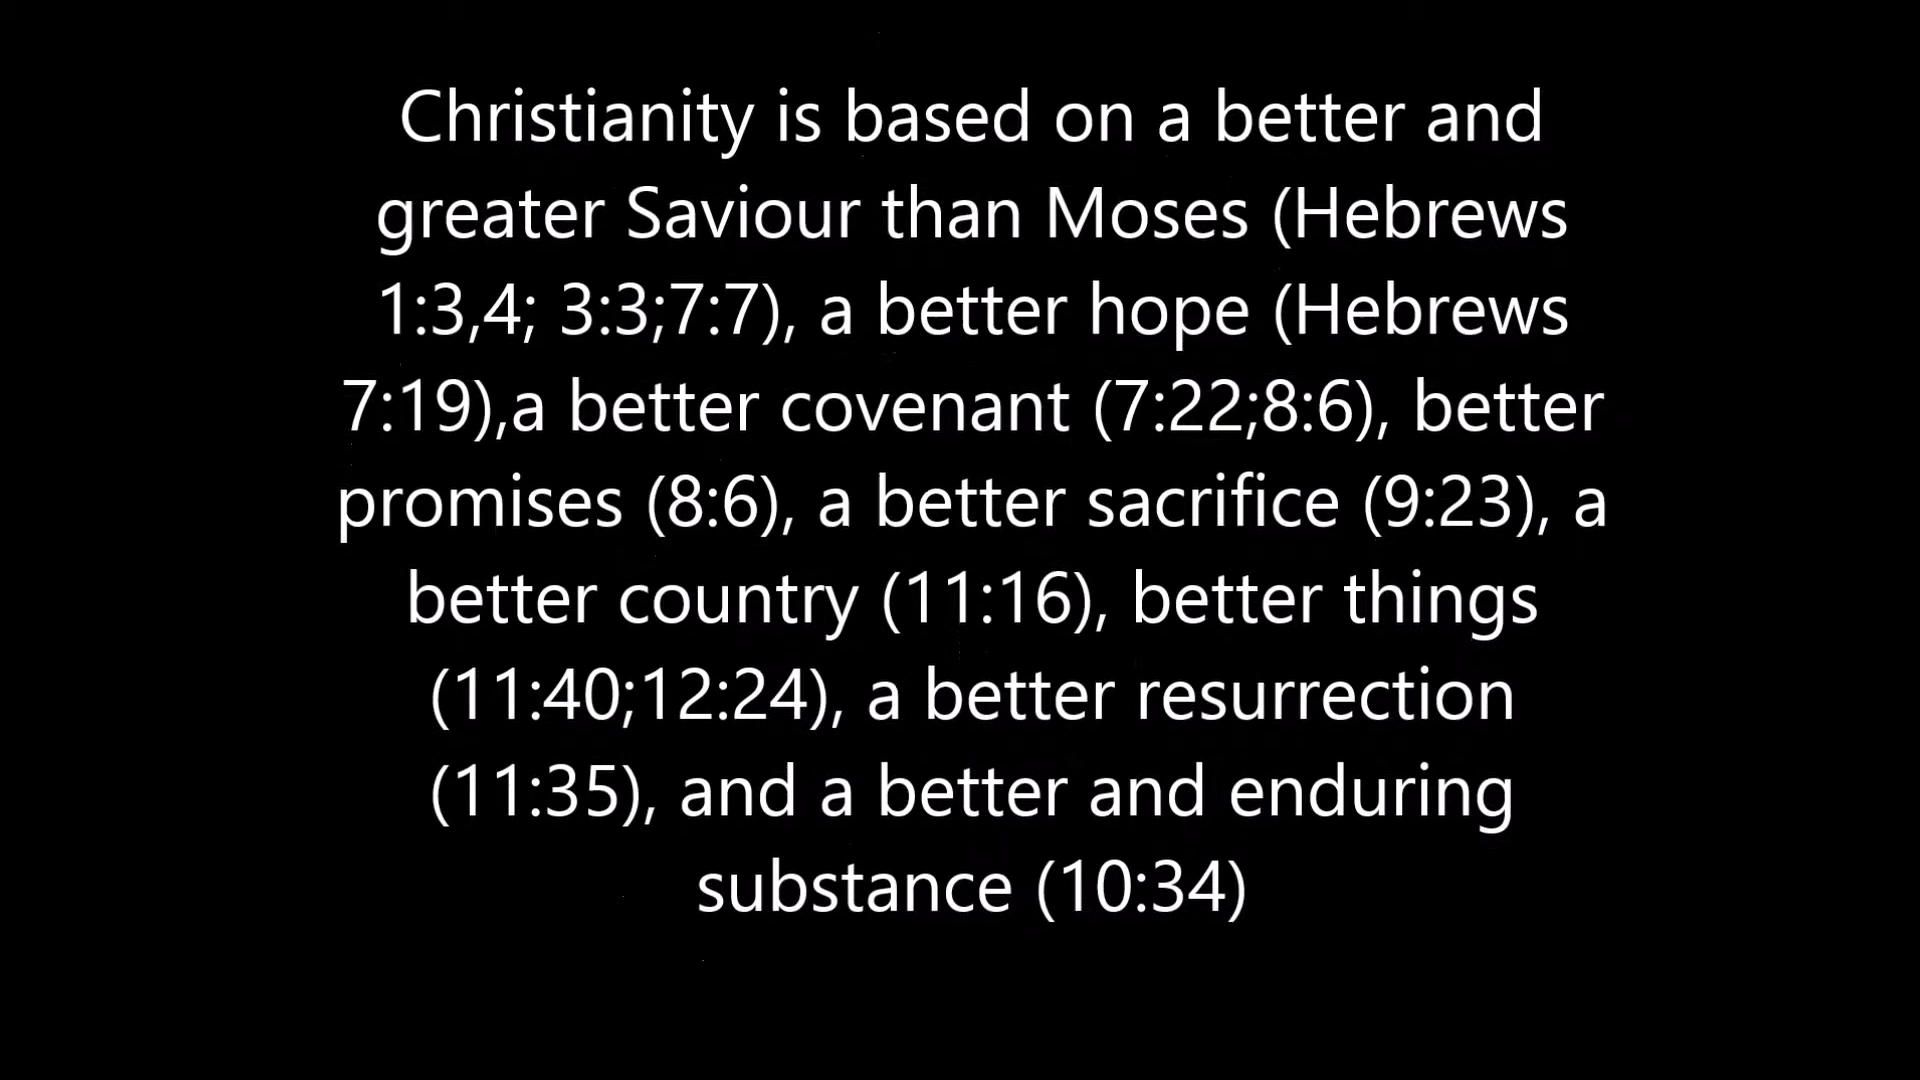 Christianity is based on a better and
greater Saviour than Moses (Hebrews
1:3,4; 3:3;7:7), a better hope (Hebrews
7:19),a better covenant (7:22;8:6), better
promises (8:6), a better sacrifice (9:23), a
better country (11:16), better things
(11:40;12:24), a better resurrection
(11:35), and a better and enduring
substance (10:34)